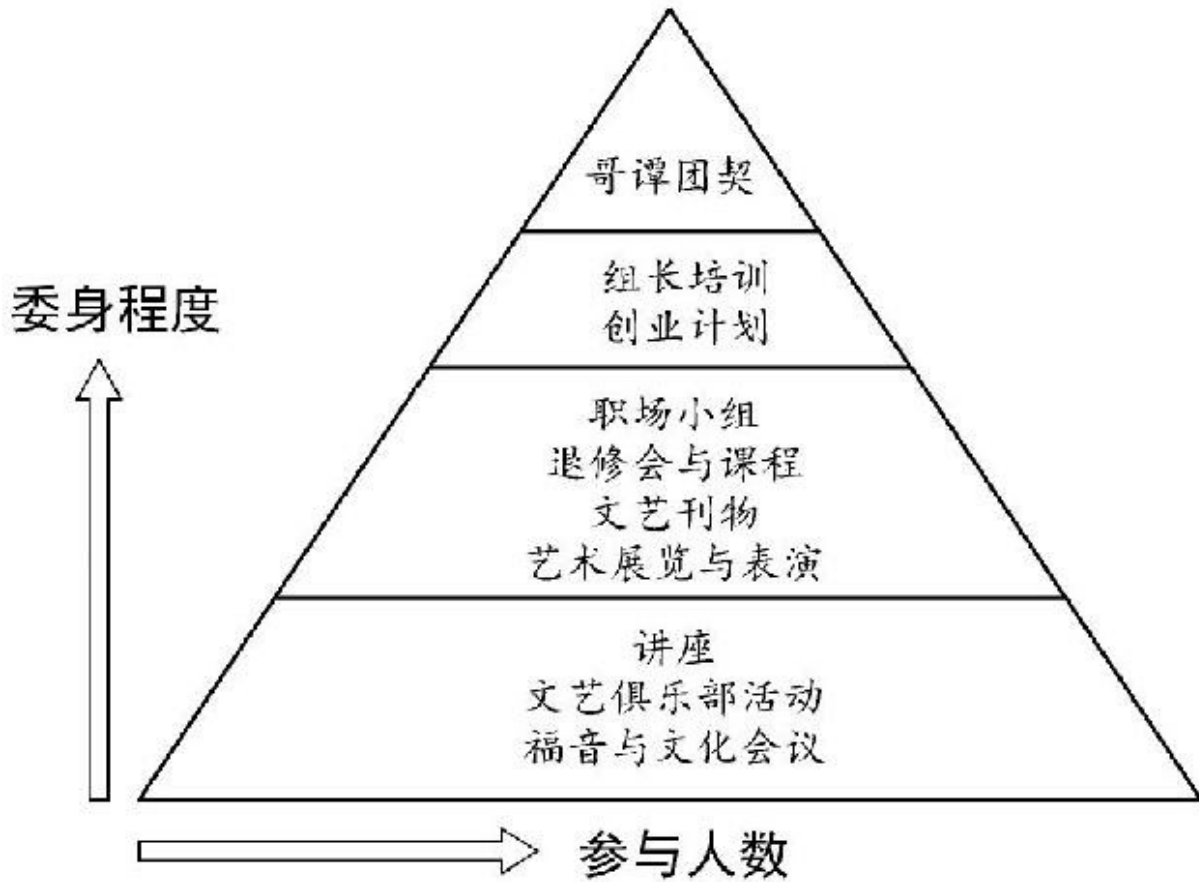 哥谭团契
组长培训
创业计划
委身程度
职场小组
退修会与课程
文艺刊物
艺术展览与表演
讲座
文艺俱乐部活动
福音与文化会议
参与人数